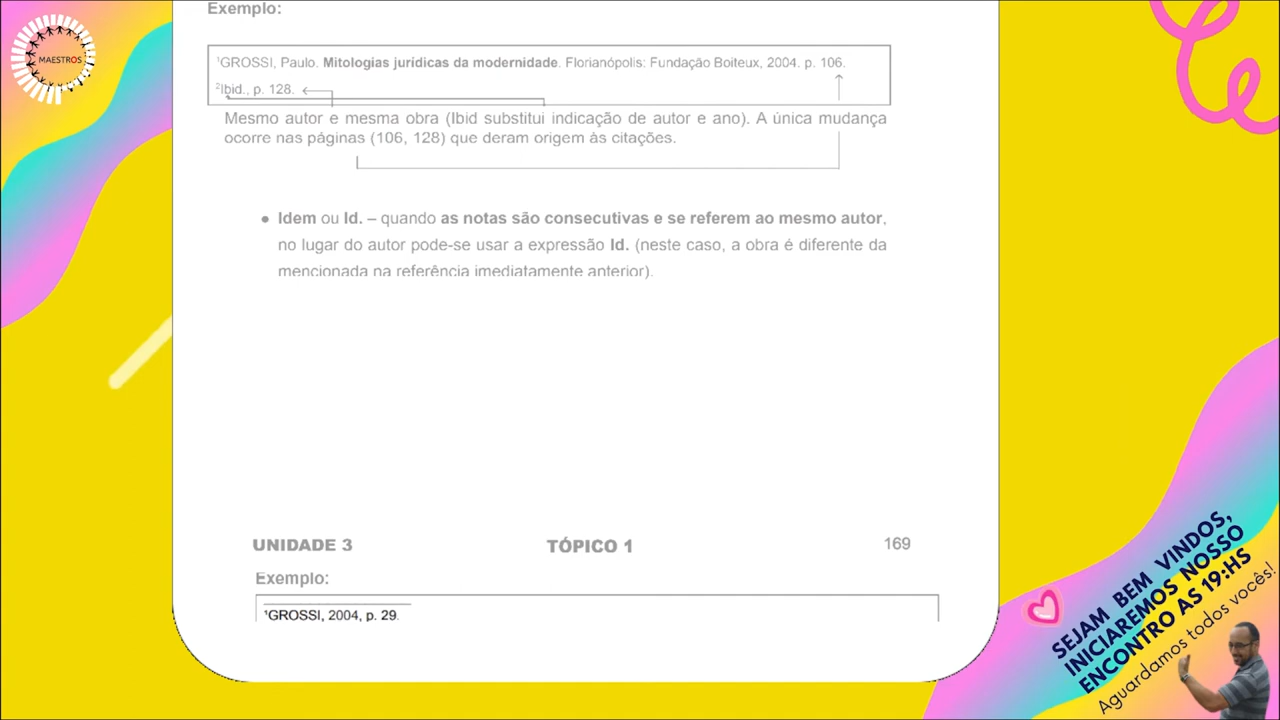 Exemplo:
MAESTROS
¹GROSSI, Paulo. Mitologias jurídicas da modernidade. Florianópolis: Fundação Boiteux, 2004. p. 106.
²Ibid., p. 128.
Mesmo autor e mesma obra (Ibid substitui indicação de autor e ano). A única mudança
ocorre nas páginas (106, 128) que deram origem às citações.
• Idem ou Id. – quando as notas são consecutivas e se referem ao mesmo autor,
no lugar do autor pode-se usar a expressão Id. (neste caso, a obra é diferente da
mencionada na referência imediatamente anterior).
UNIDADE 3 TÓPICO 1 169
Exemplo:
¹GROSSI, 2004, p. 29.
SEJAM BEM VINDOS,
INICIAREMOS NOSSO
ENCONTRO AS 19:HS
Aguardamos todos vocês!